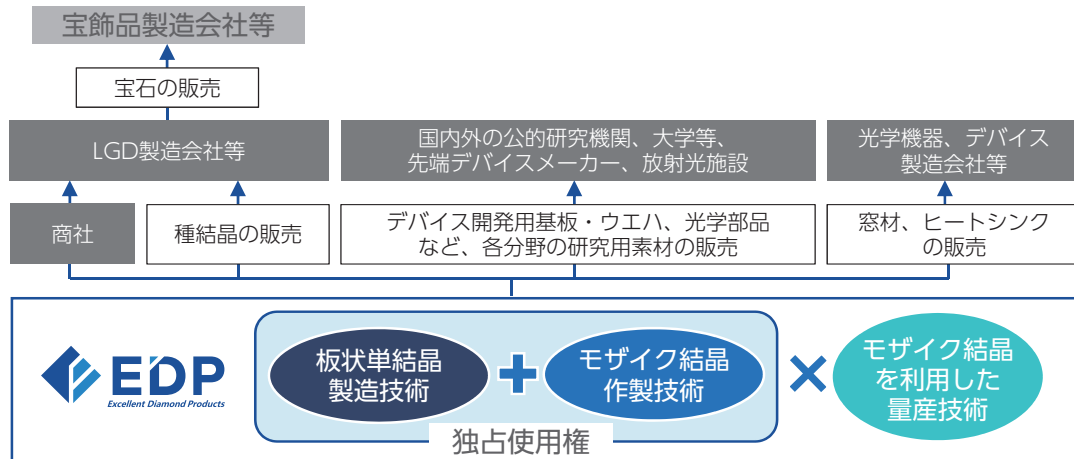 宝飾品製造会社等
宝石の販売
LGD製造会社等
国内外の公的研究機関、大学等、
先端デバイスメーカー、放射光施設
光学機器、デバイス
製造会社等
商社
種結晶の販売
デバイス開発用基板・ウエハ、光学部品
など、各分野の研究用素材の販売
窓材、ヒートシンク
の販売
EDP
Excellent Diamond Products
板状単結晶
製造技術
+
モザイク結晶
作製技術
×
モザイク結晶
を利用した
量産技術
独占使用権